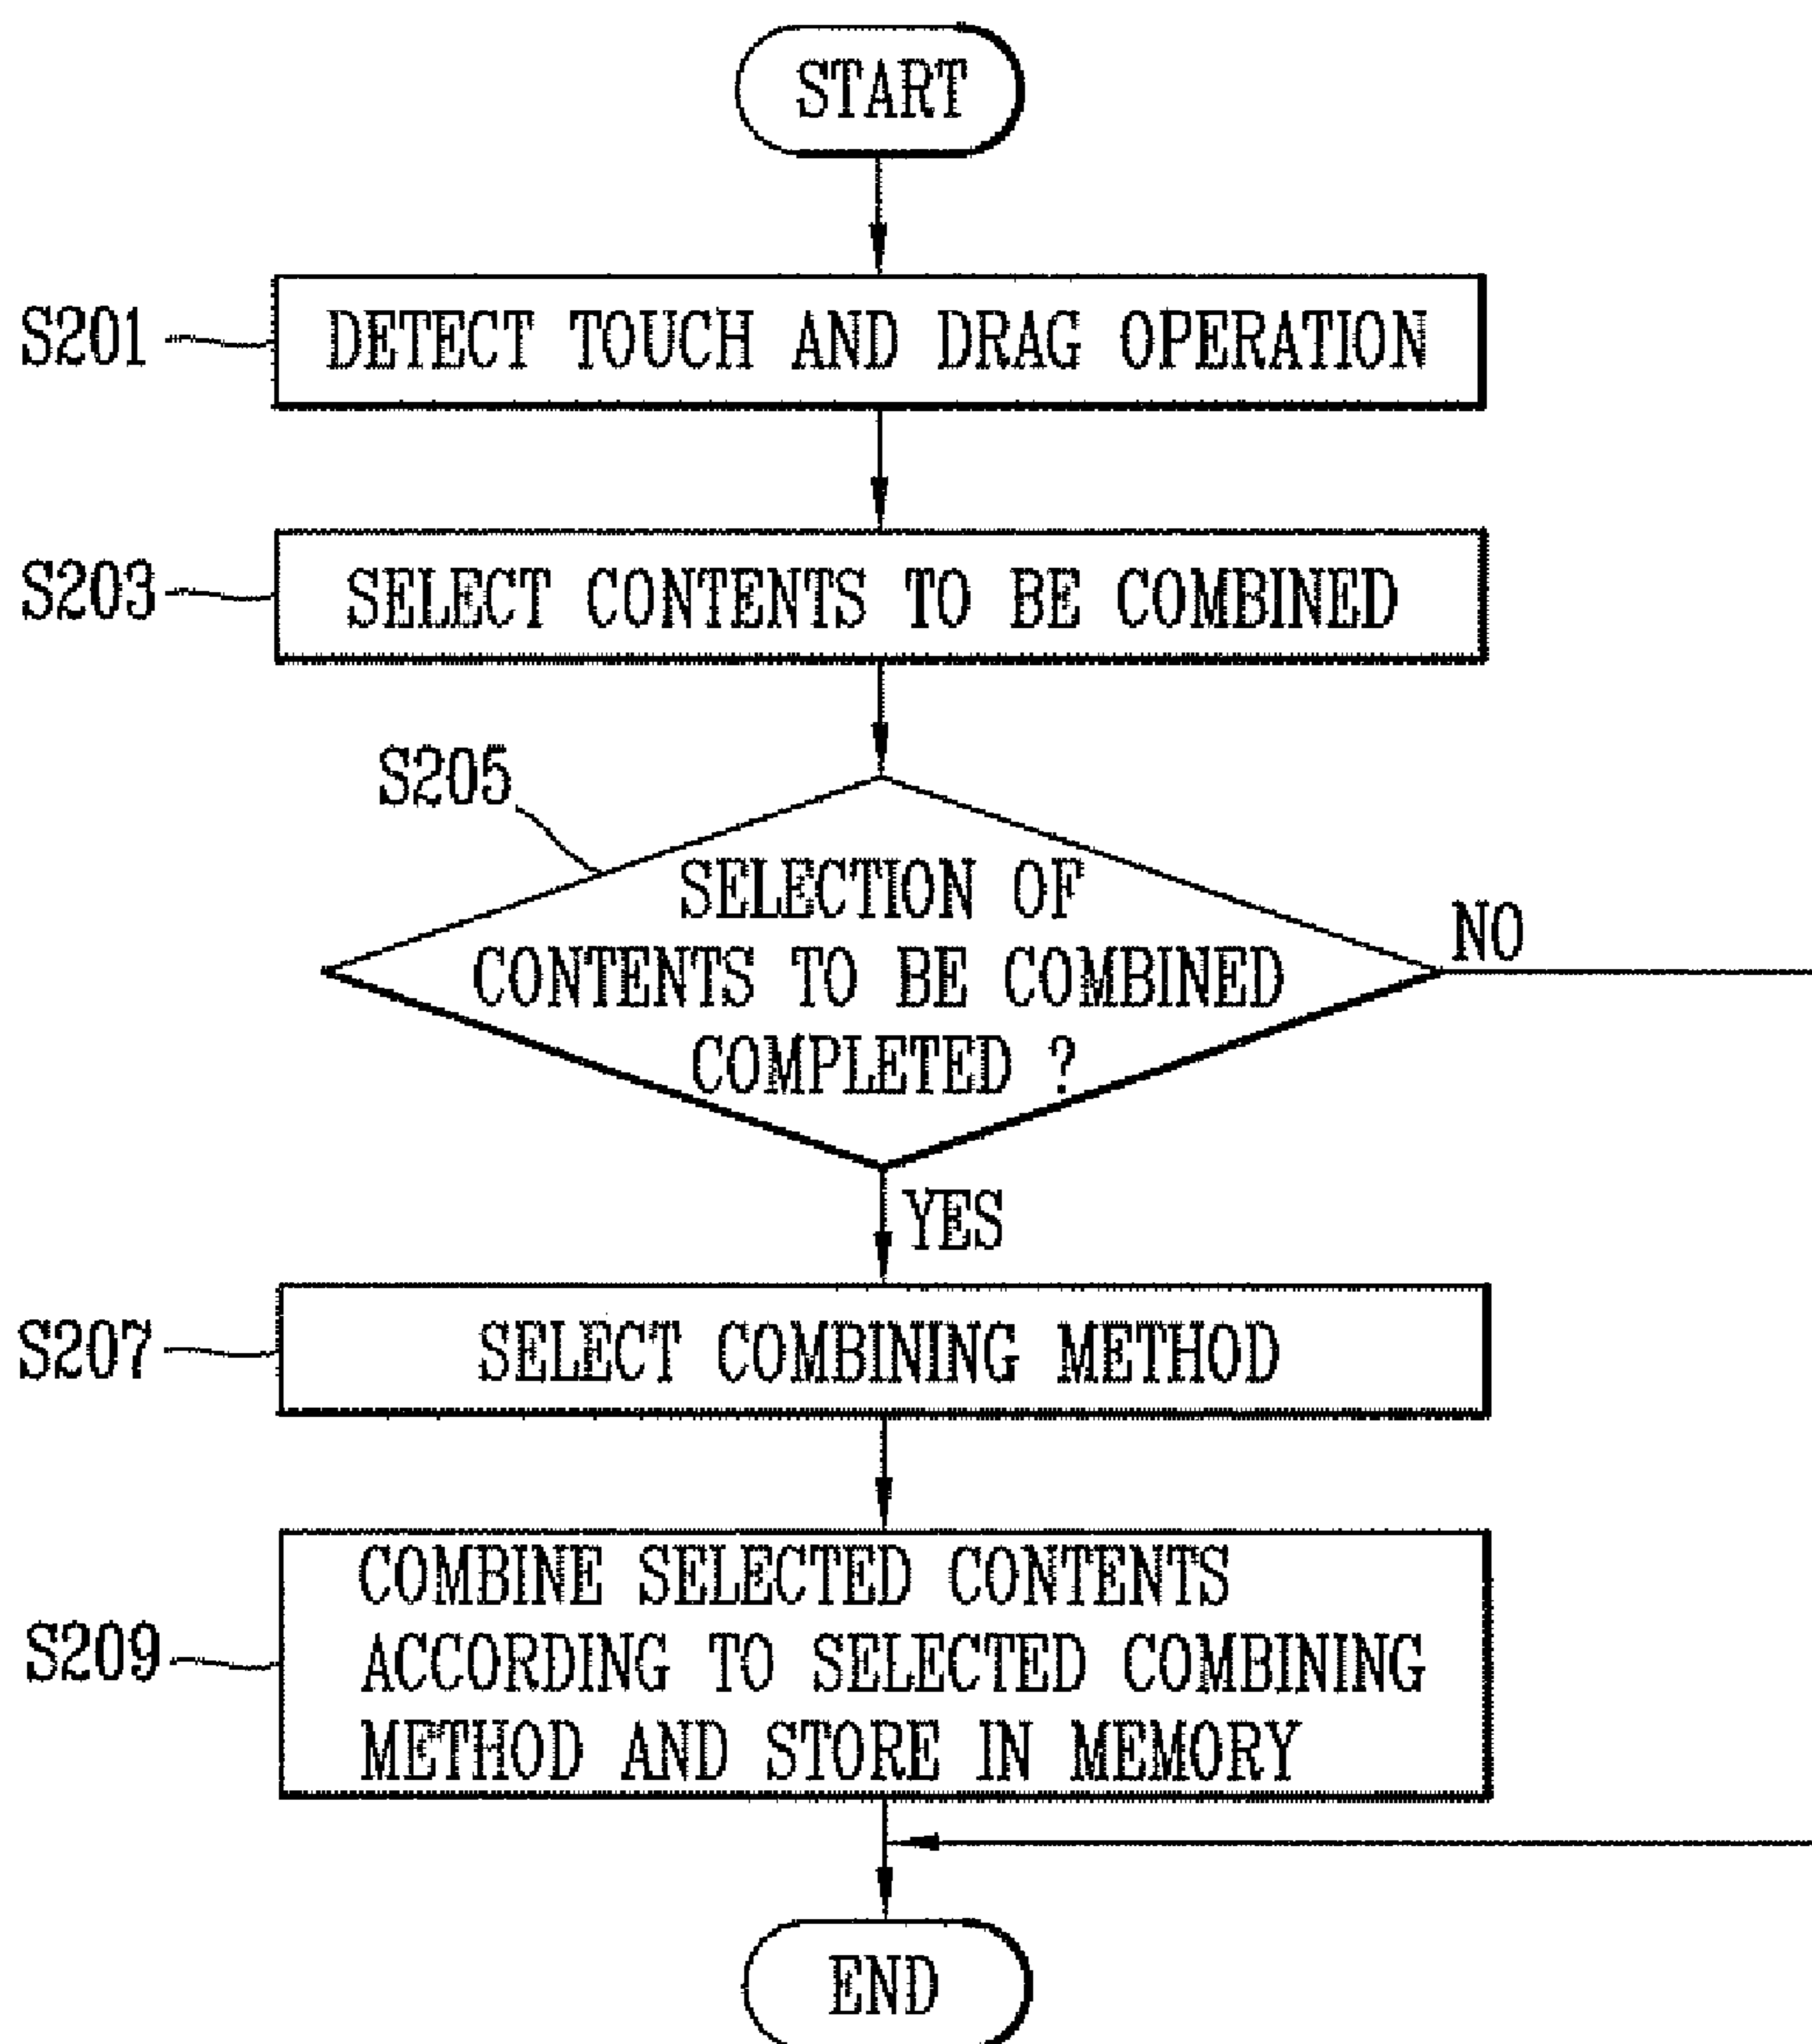 START
S201
DETECT TOUCH AND DRAG OPERATION
S203
SELECT CONTENTS TO BE COMBINED
S205
SELECTION OF
CONTENTS TO BE COMBINED
COMPLETED ?
NO
YES
S207
SELECT COMBINING METHOD
S209
COMBINE SELECTED CONTENTS
ACCORDING TO SELECTED COMBINING
METHOD AND STORE IN MEMORY
END